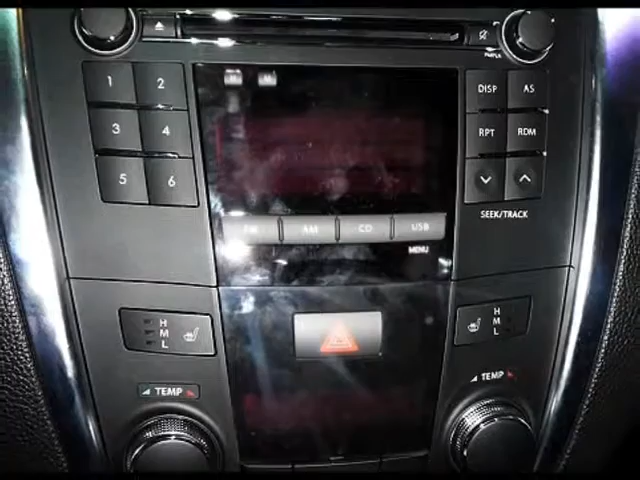 1 2 DISP AS
3 4 RPT RDM
5 6
SEEK/TRACK
FM AM CD USB
MENU
H
M
L
H
M
L
TEMP
TEMP